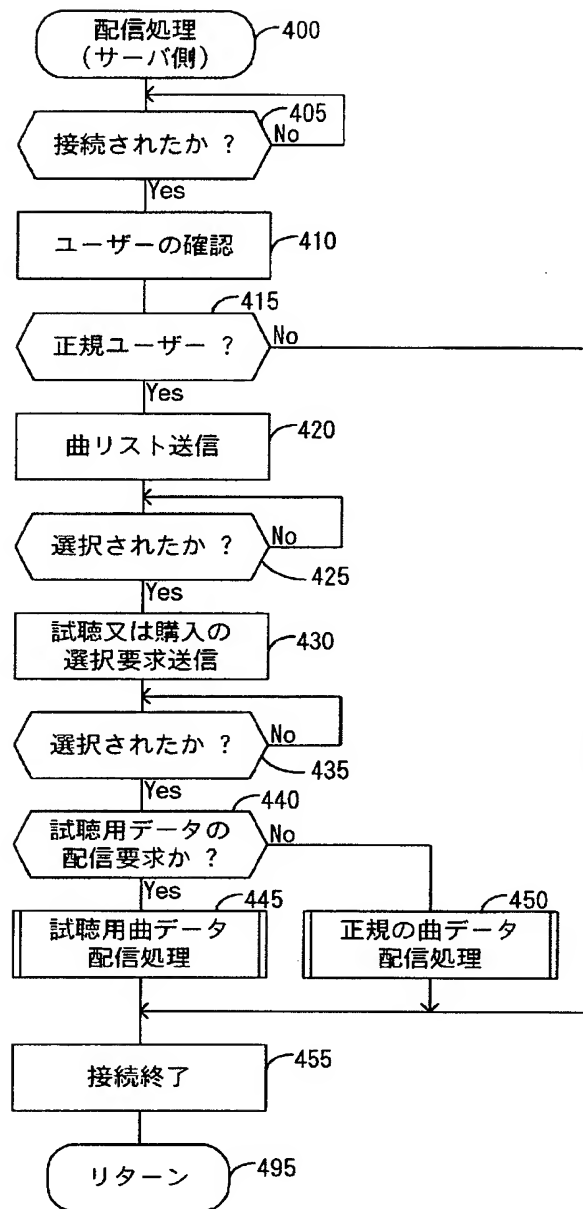 配信処理
(サーバ側)
400
405
接続されたか ?
No
Yes
ユーザーの確認
410
415
正規ユーザー ?
No
Yes
曲リスト送信
420
選択されたか ?
No
425
Yes
試聴又は購入の
選択要求送信
430
選択されたか ?
No
435
Yes
440
試聴用データの
配信要求か ?
No
Yes
445
試聴用曲データ
配信処理
450
正規の曲データ
配信処理
接続終了
455
リターン
495